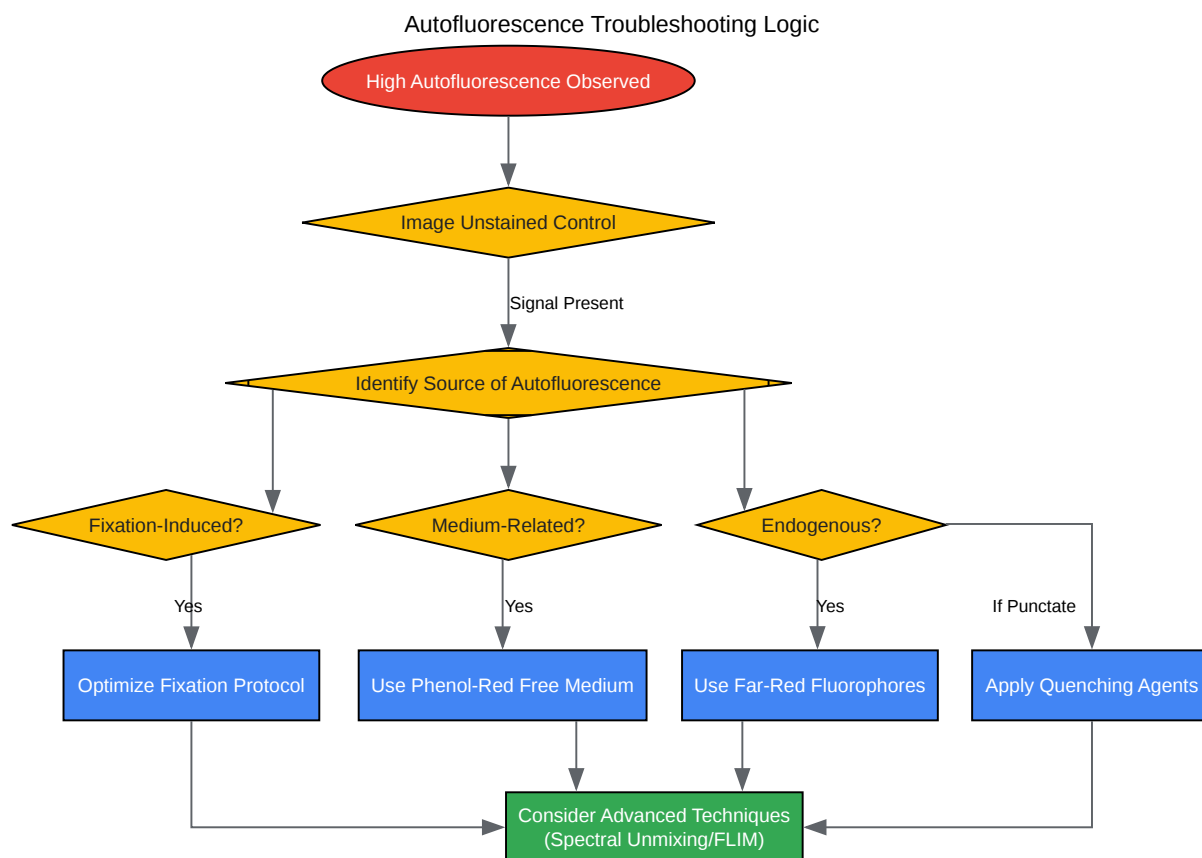 Autofluorescence Troubleshooting Logic
High Autofluorescence Observed
Image Unstained Control
Signal Present
Identify Source of Autofluorescence
Fixation-Induced?
Medium-Related?
Endogenous?
Yes
Yes
Yes
If Punctate
Optimize Fixation Protocol
Use Phenol-Red Free Medium
Use Far-Red Fluorophores
Apply Quenching Agents
Consider Advanced Techniques
(Spectral Unmixing/FLIM)